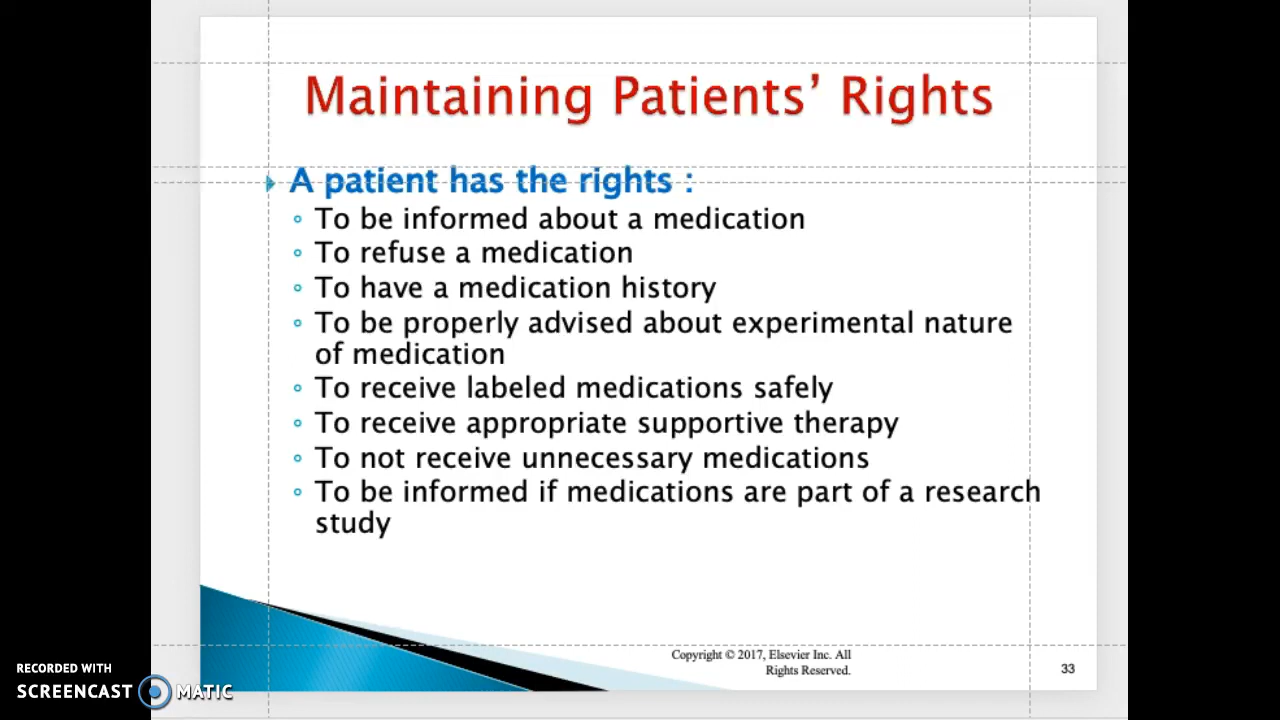 Maintaining Patients’ Rights
A patient has the rights :
To be informed about a medication
To refuse a medication
To have a medication history
To be properly advised about experimental nature
of medication
To receive labeled medications safely
To receive appropriate supportive therapy
To not receive unnecessary medications
To be informed if medications are part of a research
study
Copyright © 2017, Elsevier Inc. All
Rights Reserved.
33
RECORDED WITH
SCREENCAST MATIC